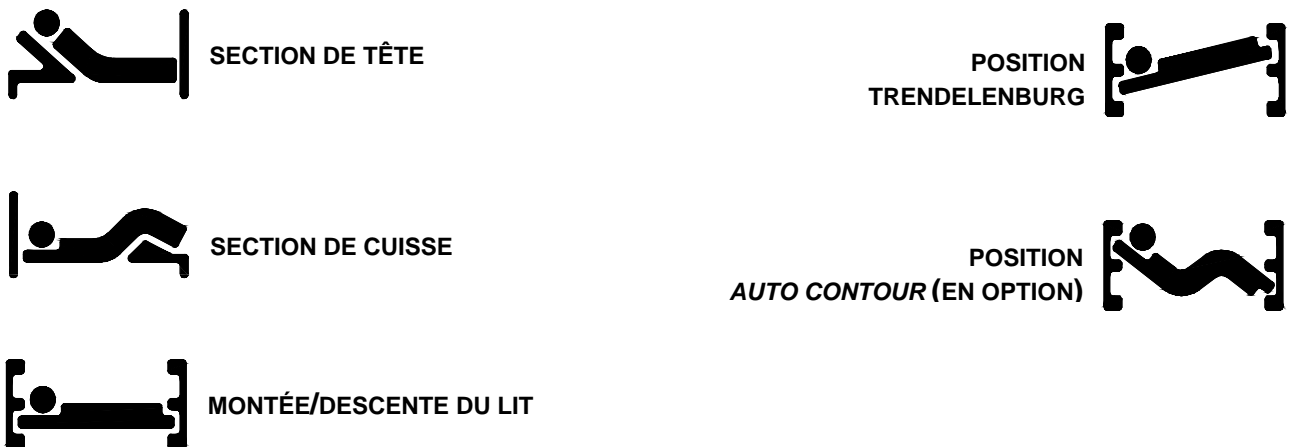 SECTION DE TÊTE
POSITION
TRENDELENBURG
SECTION DE CUISSE
POSITION
AUTO CONTOUR (EN OPTION)
MONTÉE/DESCENTE DU LIT